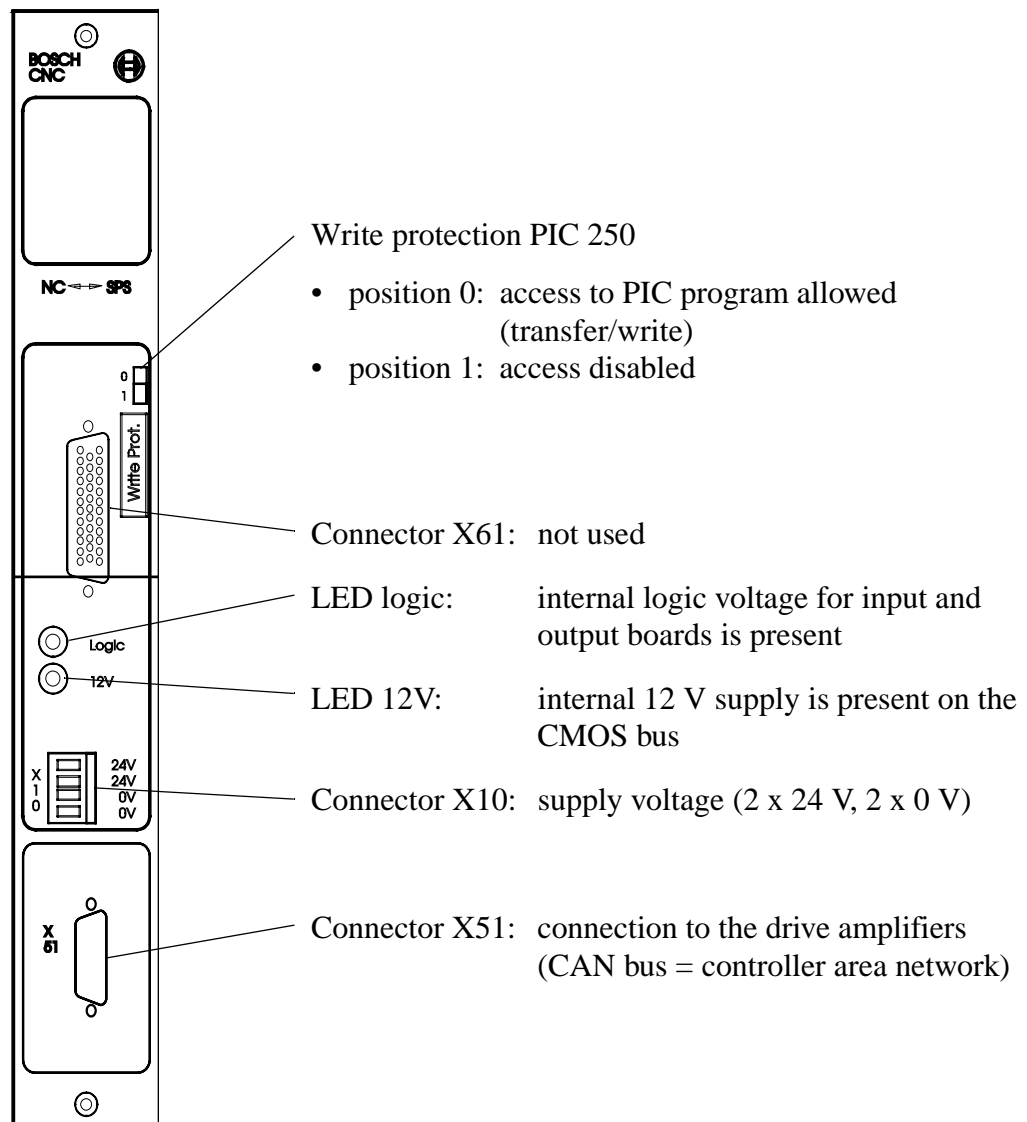 BOSCH
CNC
NC SPS
Write protection PIC 250
• position 0: access to PIC program allowed
(transfer/write)
• position 1: access disabled
0
1
Write Prot.
Connector X61: not used
LED logic: internal logic voltage for input and
output boards is present
Logic
LED 12V: internal 12 V supply is present on the
CMOS bus
12V
Connector X10: supply voltage (2 x 24 V, 2 x 0 V)
X
1
0
24V
24V
0V
0V
Connector X51: connection to the drive amplifiers
(CAN bus = controller area network)
X
51